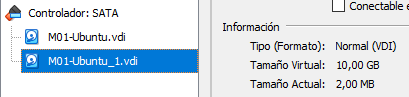 Controlador: SATA
M01-Ubuntu.vdi
M01-Ubuntu_1.vdi
Conectable e
Información
Tipo (Formato): Normal (VDI)
Tamaño Virtual: 10,00 GB
Tamaño Actual: 2,00 MB